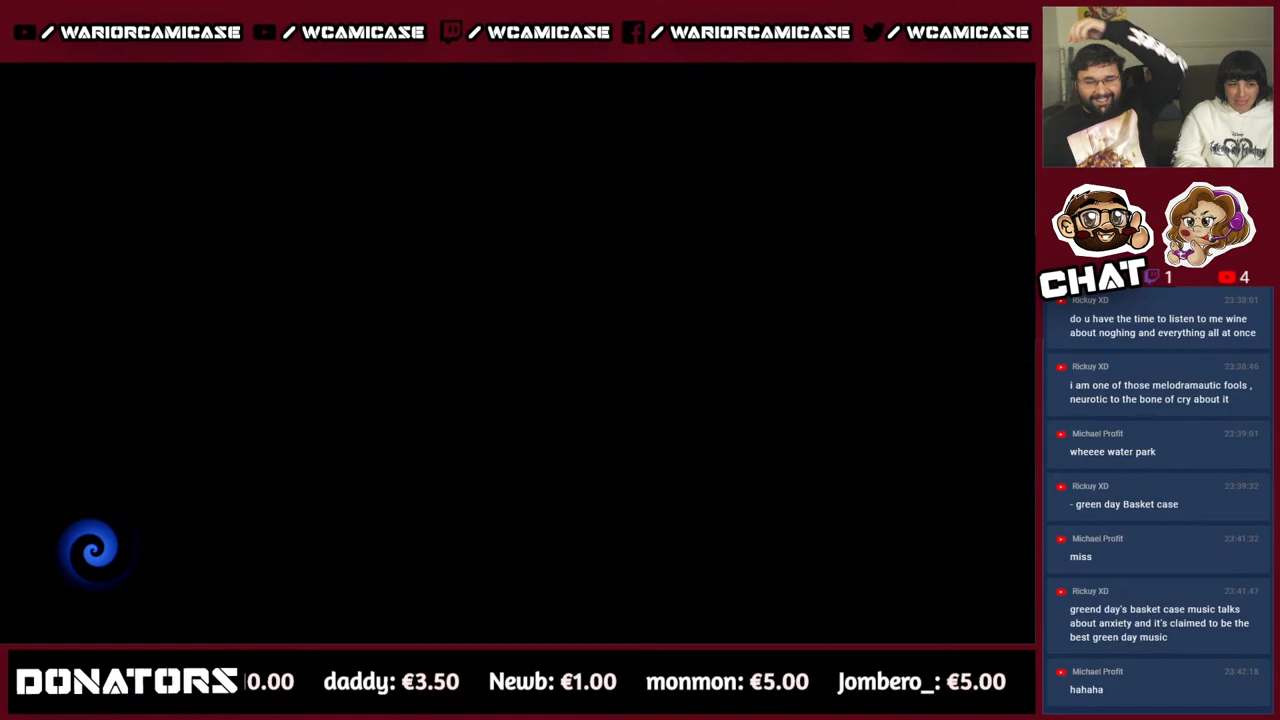 / WARIORCAMICASE / WCAMICASE / WCAMICASE / WARIORCAMICASE / WCAMICASE
CHAT 1 4
Rickuy XD 23:38:01
do u have the time to listen to me wine
about noghing and everything all at once
Rickuy XD 23:38:46
i am one of those melodramautic fools ,
neurotic to the bone of cry about it
Michael Profit 23:39:01
wheeee water park
Rickuy XD 23:39:32
- green day Basket case
Michael Profit 23:41:32
miss
Rickuy XD 23:41:47
greend day's basket case music talks
about anxiety and it's claimed to be the
best green day music
Michael Profit 23:42:18
hahaha
DONATORS 0.00 daddy: €3.50 Newb: €1.00 monmon: €5.00 Jombero_: €5.00